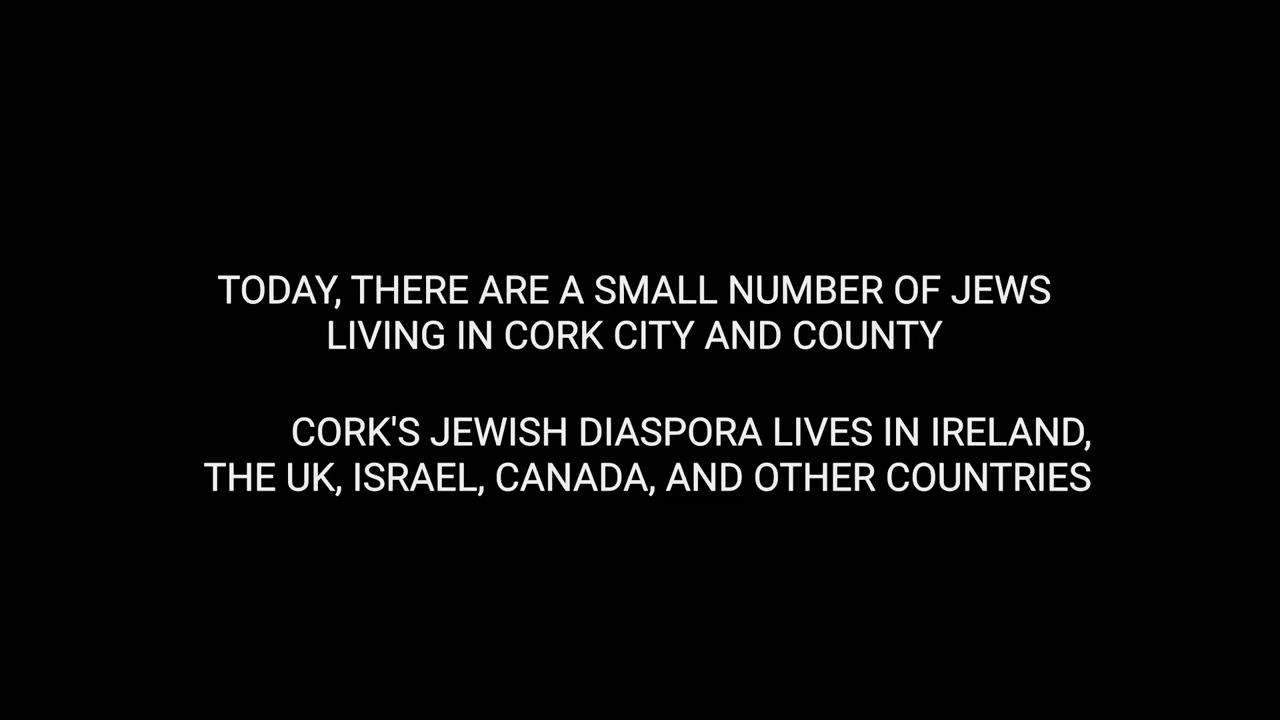 TODAY, THERE ARE A SMALL NUMBER OF JEWS
LIVING IN CORK CITY AND COUNTY
CORK'S JEWISH DIASPORA LIVES IN IRELAND,
THE UK, ISRAEL, CANADA, AND OTHER COUNTRIES